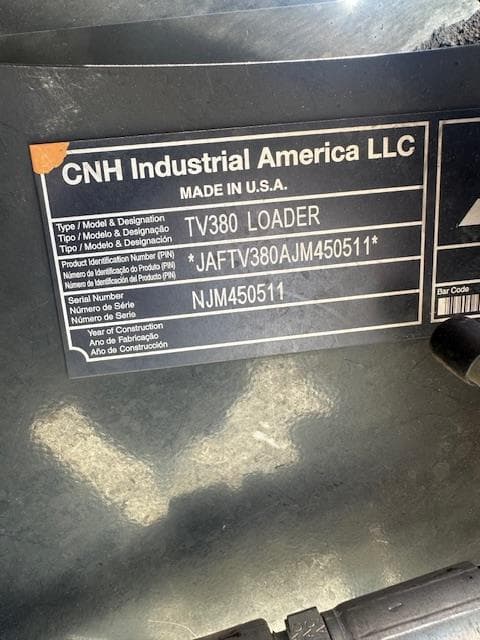 CNH Industrial America LLC
MADE IN U.S.A.
Type / Model & Designation
Tipo / Modelo & Designação
Tipo / Modelo & Designación
TV380 LOADER
Product Identification Number (PIN)
Número de Identificação do Produto (PIN)
Número de Identificación del Producto (PIN)
*JAFTV380AJM450511*
Serial Number
Número de Série
Número de Serie
NJM450511
Year of Construction
Ano de Fabricação
Año de Construcción
Bar Code